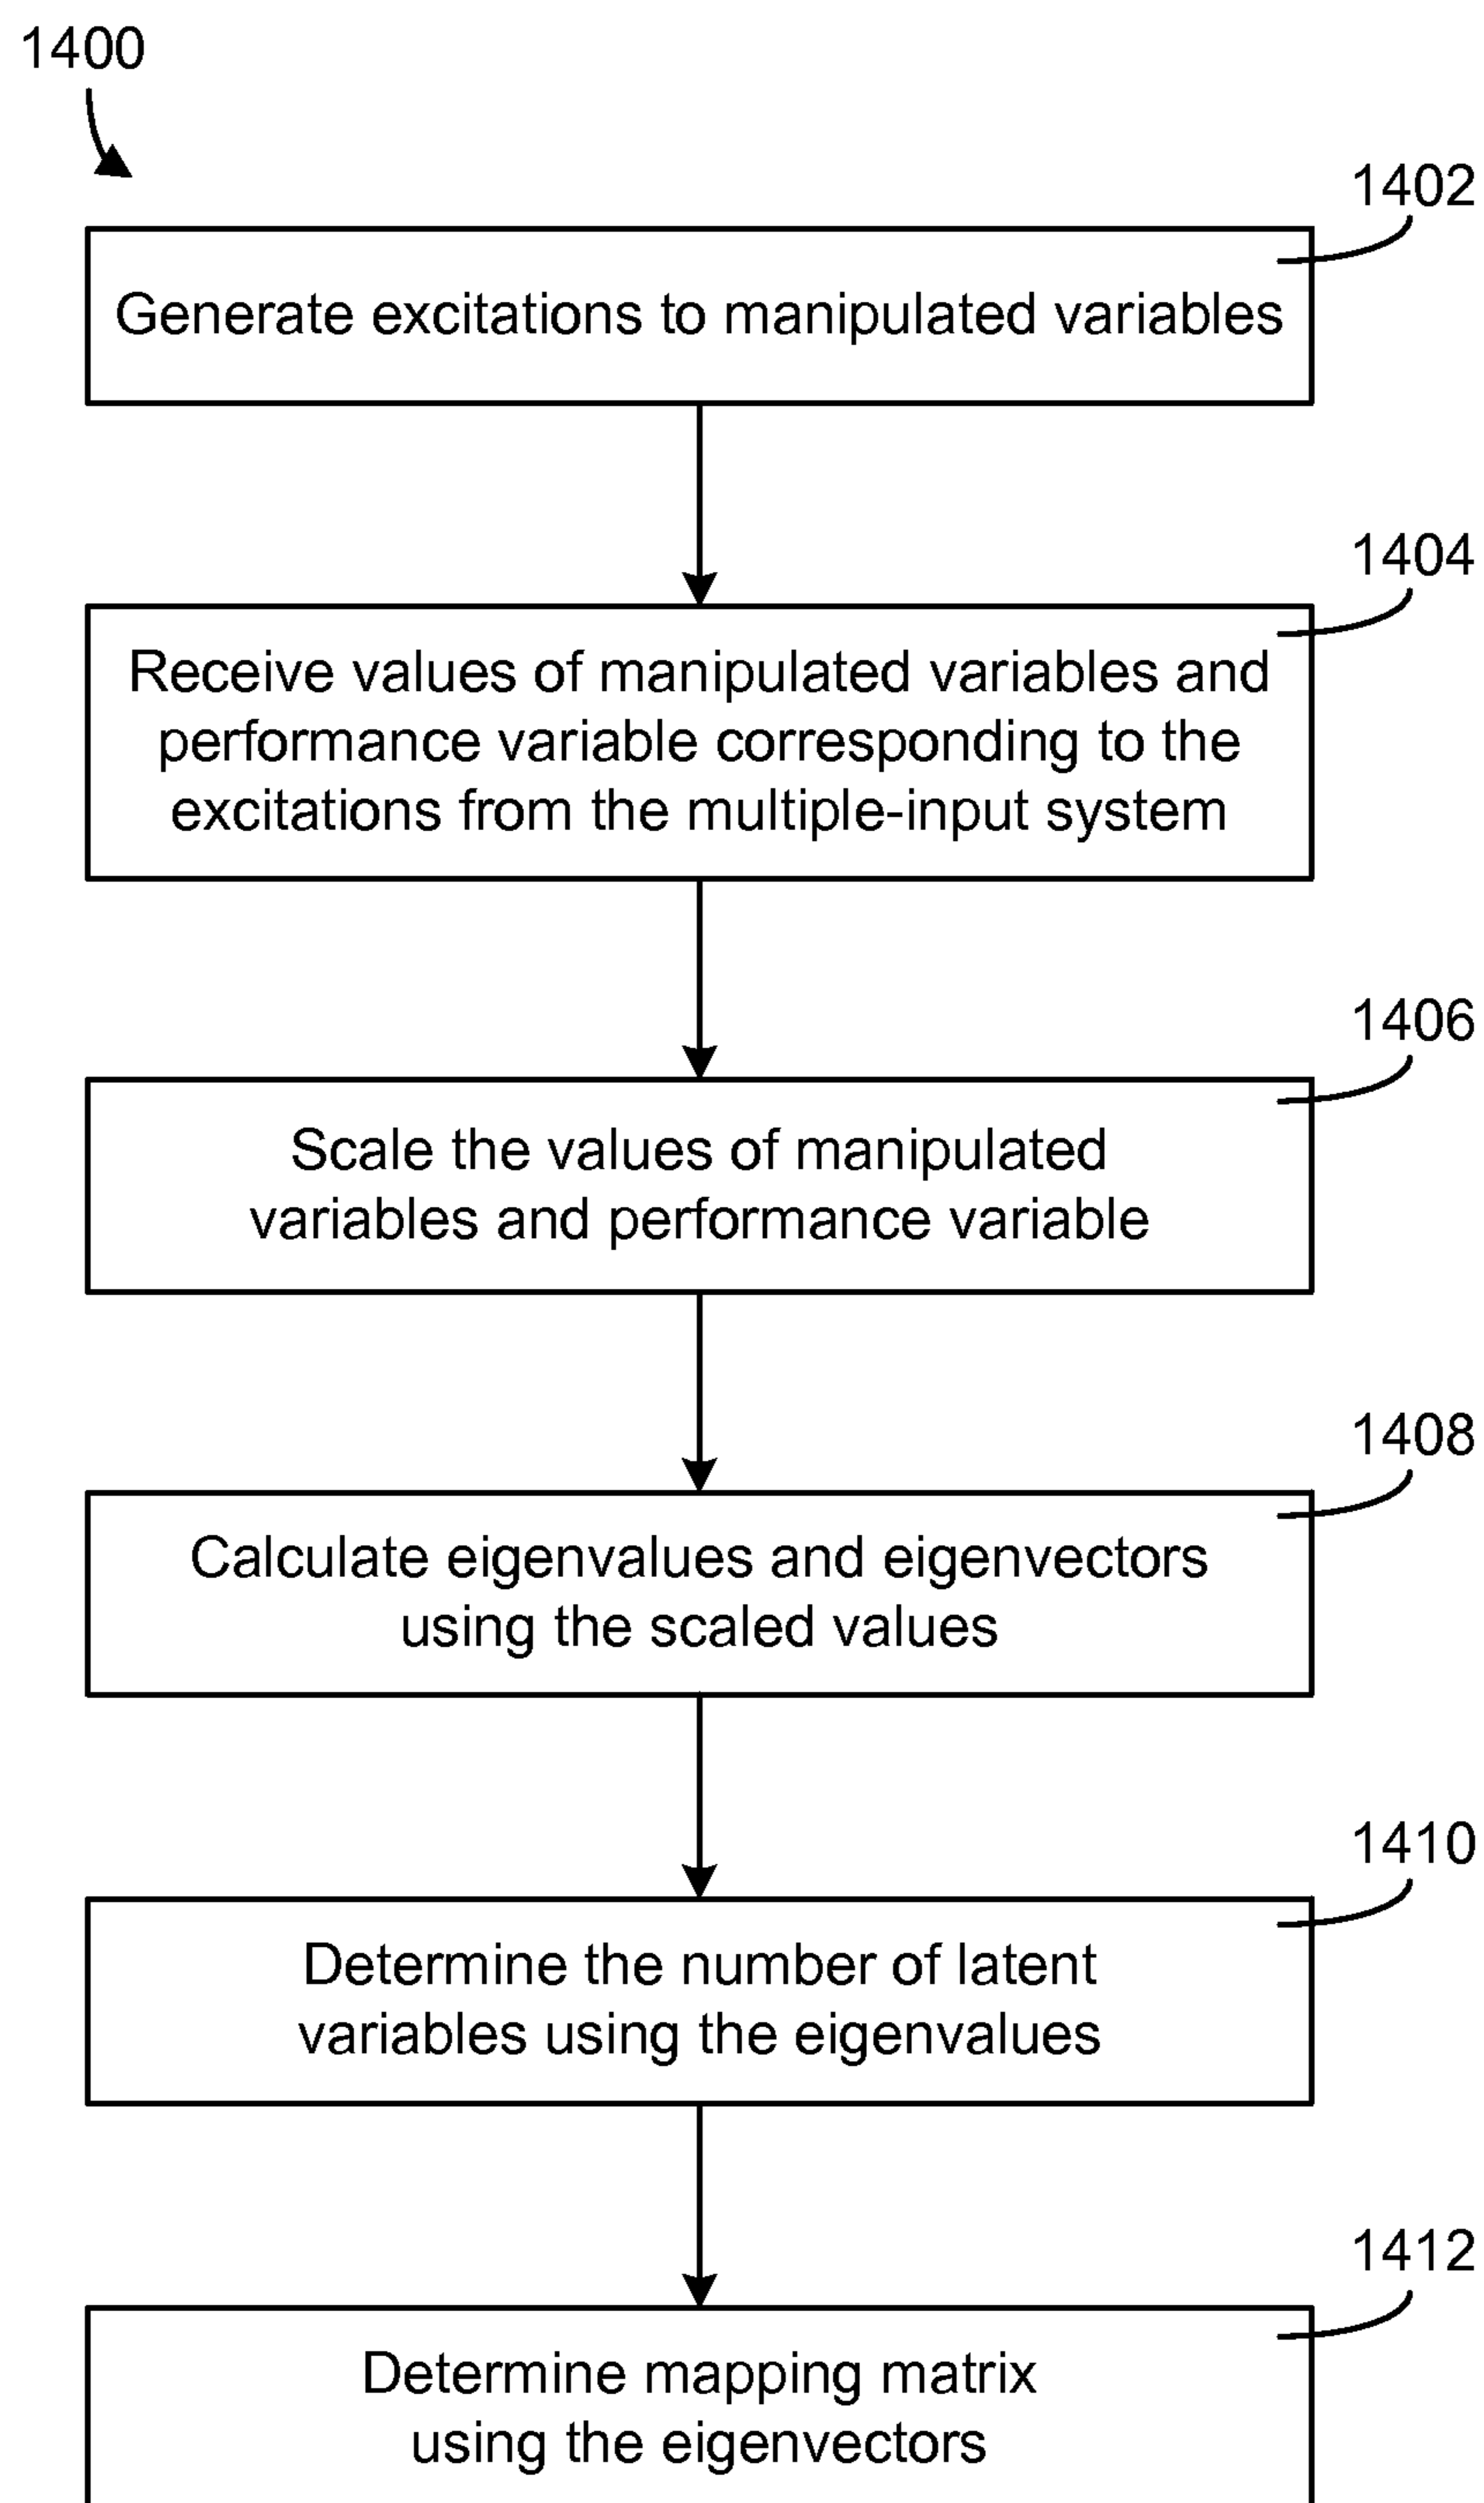 1400
1402
Generate excitations to manipulated variables
1404
Receive values of manipulated variables and
performance variable corresponding to the
excitations from the multiple-input system
1406
Scale the values of manipulated
variables and performance variable
1408
Calculate eigenvalues and eigenvectors
using the scaled values
1410
Determine the number of latent
variables using the eigenvalues
1412
Determine mapping matrix
using the eigenvectors